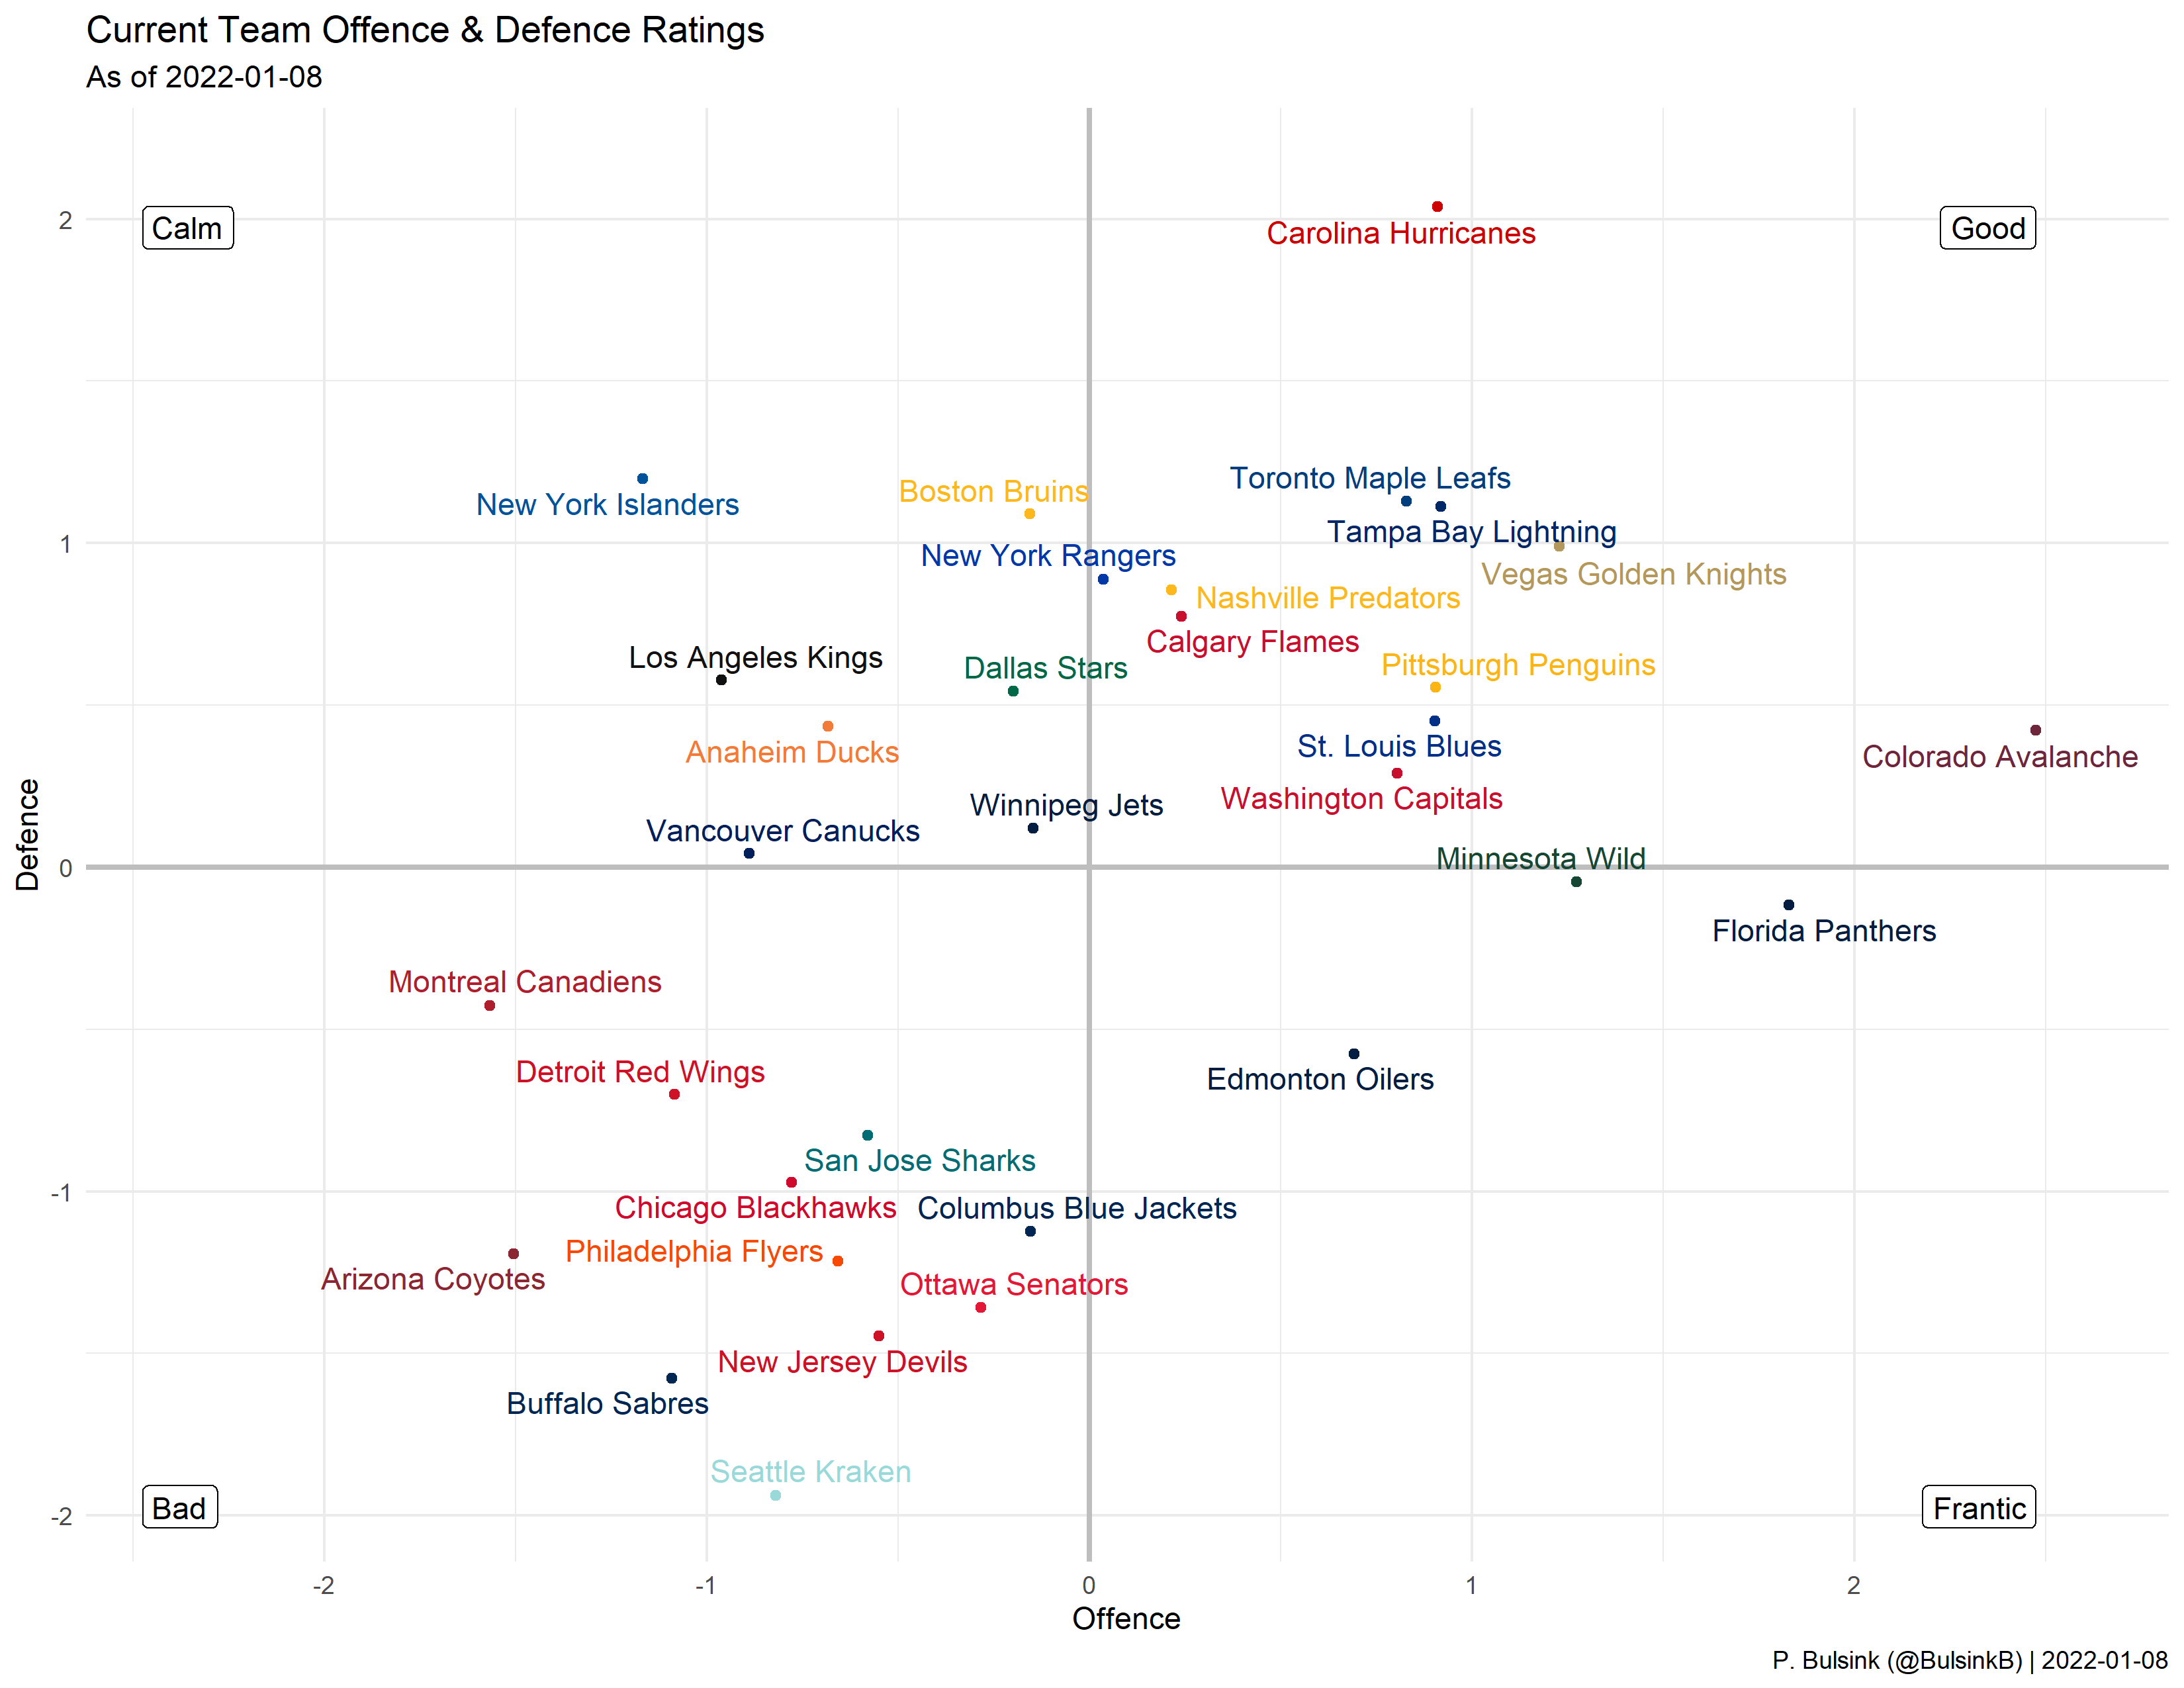 Current Team Offence & Defence Ratings
As of 2022-01-08
2
Calm
Good
Carolina Hurricanes
Toronto Maple Leafs
Boston Bruins
New York Islanders
Tampa Bay Lightning
1
New York Rangers
Vegas Golden Knights
Nashville Predators
Calgary Flames
Los Angeles Kings
Pittsburgh Penguins
Dallas Stars
St. Louis Blues
Anaheim Ducks
Colorado Avalanche
Washington Capitals
Winnipeg Jets
Vancouver Canucks
Defence
Minnesota Wild
0
Florida Panthers
Montreal Canadiens
Detroit Red Wings
Edmonton Oilers
San Jose Sharks
-1
Chicago Blackhawks
Columbus Blue Jackets
Philadelphia Flyers
Arizona Coyotes
Ottawa Senators
New Jersey Devils
Buffalo Sabres
Seattle Kraken
Bad
Frantic
-2
-2
-1
0
1
2
Offence
P. Bulsink (@BulsinkB) | 2022-01-08